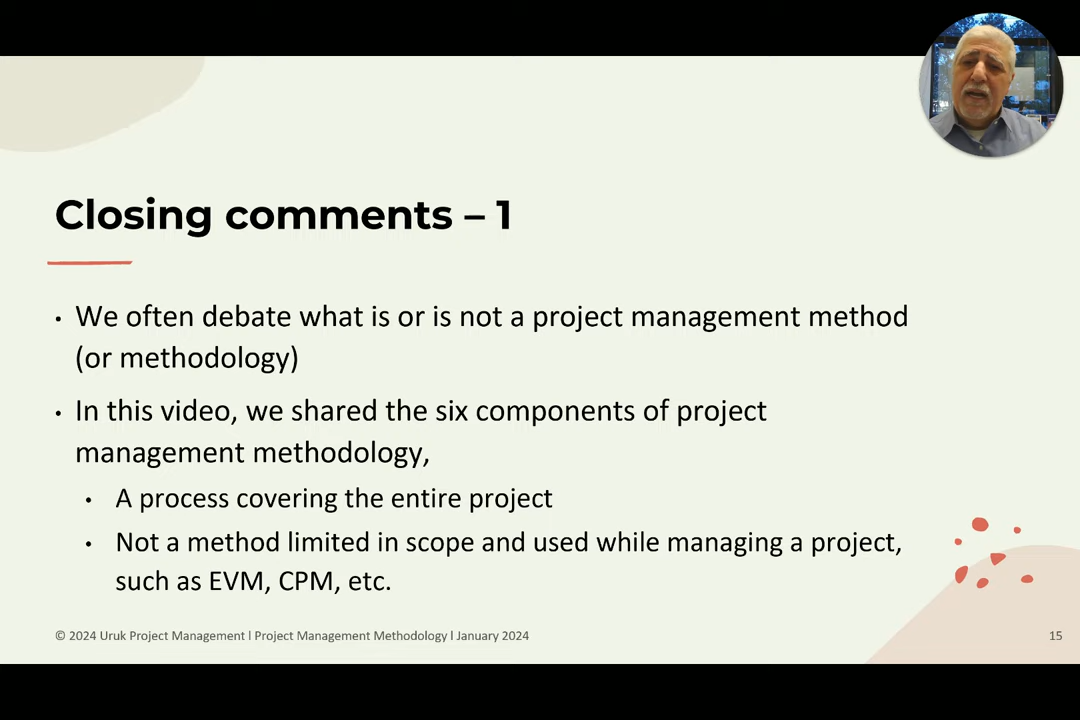 Closing comments – 1
• We often debate what is or is not a project management method
(or methodology)
• In this video, we shared the six components of project
management methodology,
• A process covering the entire project
• Not a method limited in scope and used while managing a project,
such as EVM, CPM, etc.
© 2024 Uruk Project Management l Project Management Methodology l January 2024
15